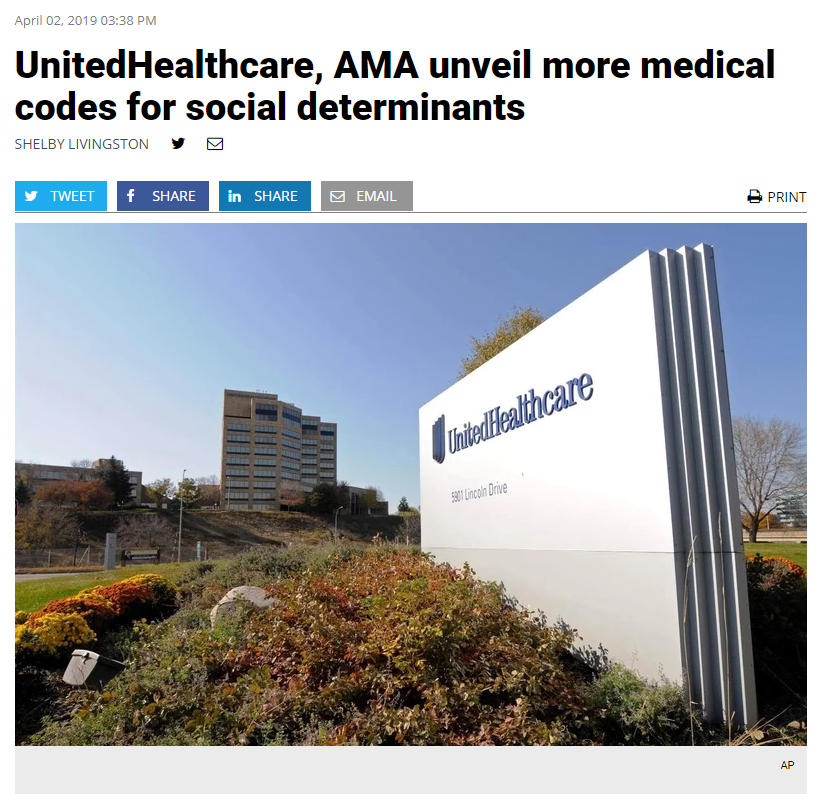 April 02, 2019 03:38 PM
UnitedHealthcare, AMA unveil more medical
codes for social determinants
SHELBY LIVINGSTON
TWEET
SHARE
SHARE
EMAIL
PRINT
UnitedHealthcare
5901 Lincoln Drive
AP